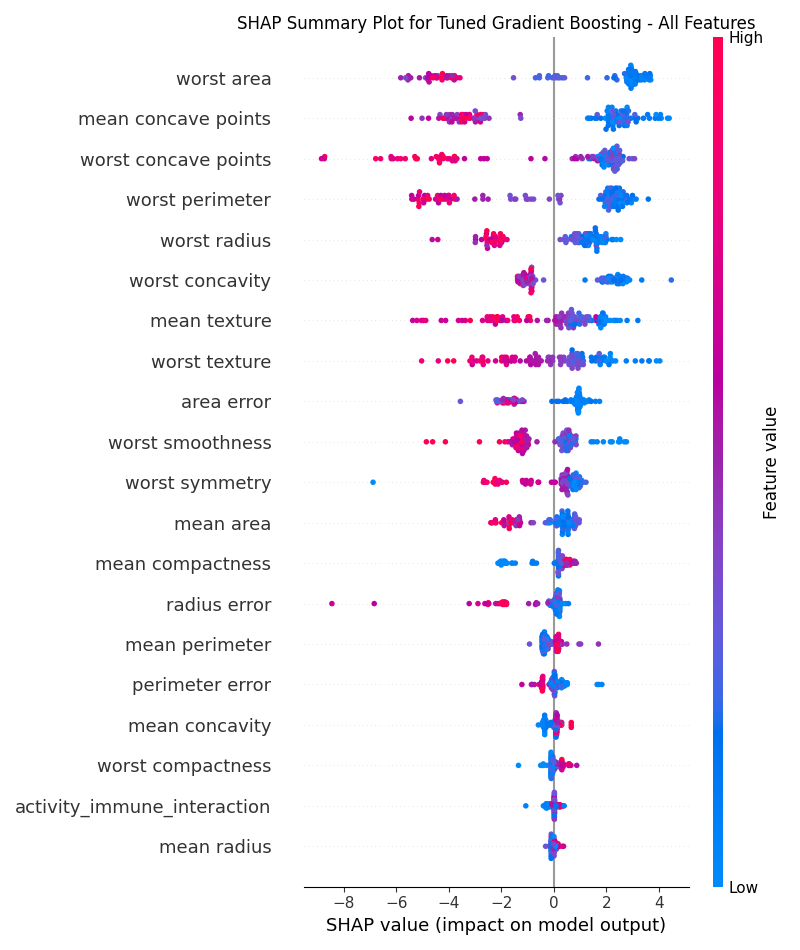 SHAP Summary Plot for Tuned Gradient Boosting - All Features
High
worst area
mean concave points
worst concave points
worst perimeter
worst radius
worst concavity
mean texture
worst texture
area error
worst smoothness
worst symmetry
mean area
mean compactness
radius error
mean perimeter
perimeter error
mean concavity
worst compactness
activity_immune_interaction
mean radius
Feature value
Low
−8 −6 −4 −2 0 2 4
SHAP value (impact on model output)